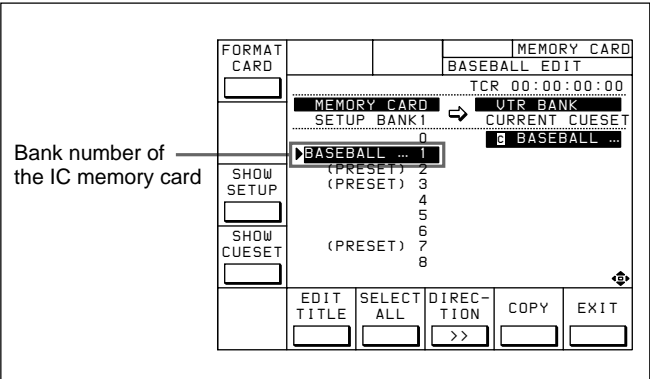 FORMAT CARD
MEMORY CARD
BASEBALL EDIT
TCR 00:00:00:00
MEMORY CARD ⇨ VTR BANK
SETUP BANK1 CURRENT CUESET
0 C BASEBALL …
▶BASEBALL … 1
(PRESET) 2
(PRESET) 3
4
5
6
(PRESET) 7
8
Bank number of
the IC memory card
SHOW
SETUP
SHOW
CUESET
EDIT TITLE
SELECT ALL
DIREC-TION
>>
COPY
EXIT